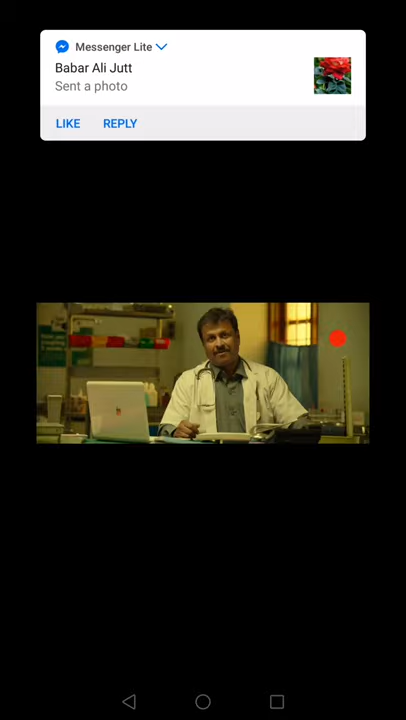 Messenger Lite
Babar Ali Jutt
Sent a photo
LIKE
REPLY